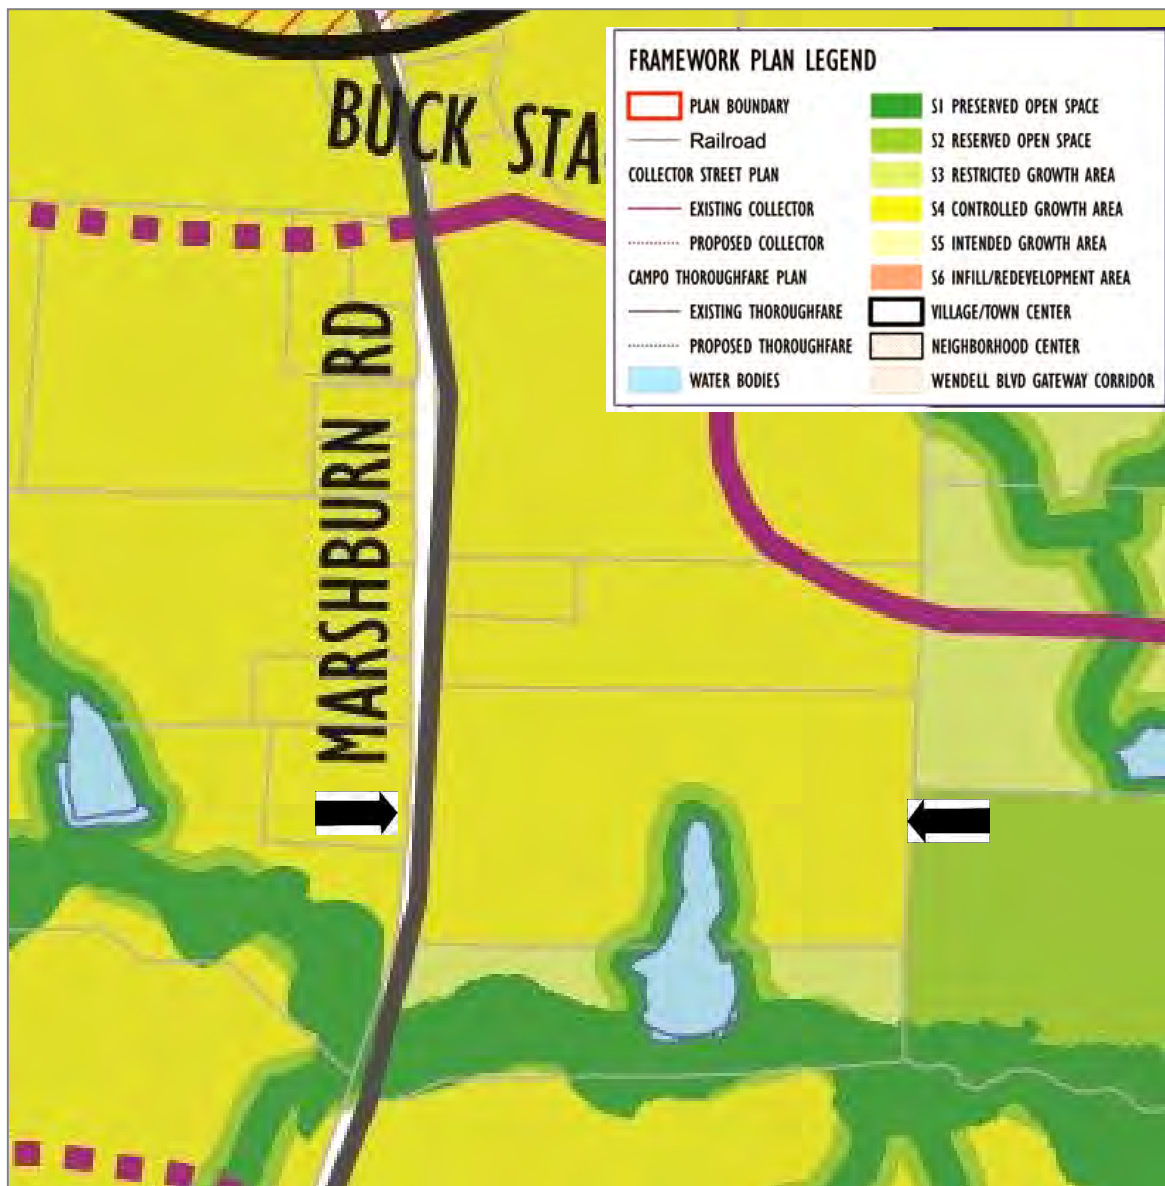 BUCK STA
MARSHBURN RD
FRAMEWORK PLAN LEGEND
PLAN BOUNDARY
Railroad
COLLECTOR STREET PLAN
EXISTING COLLECTOR
PROPOSED COLLECTOR
CAMPO THOROUGHFARE PLAN
EXISTING THOROUGHFARE
PROPOSED THOROUGHFARE
WATER BODIES
S1 PRESERVED OPEN SPACE
S2 RESERVED OPEN SPACE
S3 RESTRICTED GROWTH AREA
S4 CONTROLLED GROWTH AREA
S5 INTENDED GROWTH AREA
S6 INFILL/REDEVELOPMENT AREA
VILLAGE/TOWN CENTER
NEIGHBORHOOD CENTER
WENDELL BLVD GATEWAY CORRIDOR